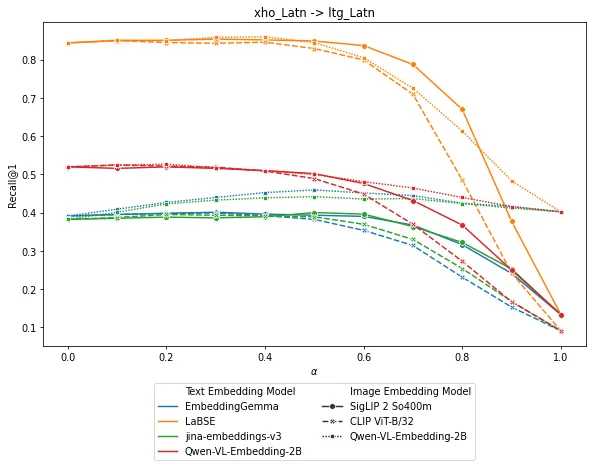 xho_Latn -> ltg_Latn
Recall@1
0.8
0.7
0.6
0.5
0.4
0.3
0.2
0.1
0.0 0.2 0.4 0.6 0.8 1.0
α
Text Embedding Model Image Embedding Model
EmbeddingGemma SigLIP 2 So400m
LaBSE CLIP ViT-B/32
jina-embeddings-v3 Qwen-VL-Embedding-2B
Qwen-VL-Embedding-2B